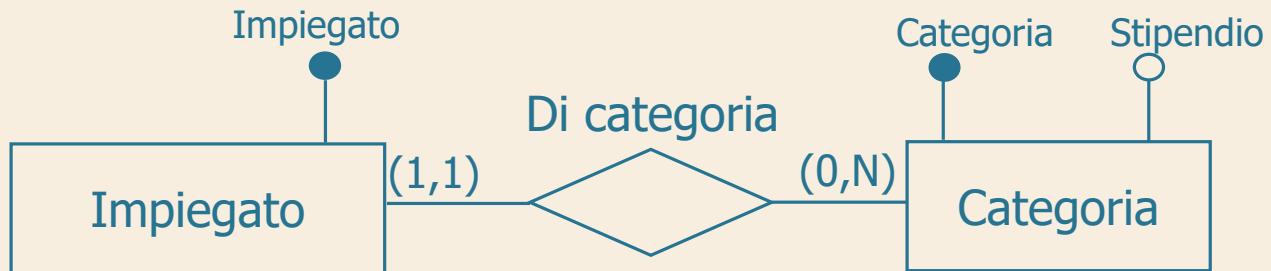 Impiegato
Categoria Stipendio
Di categoria
(1,1)
(0,N)
Impiegato
Categoria